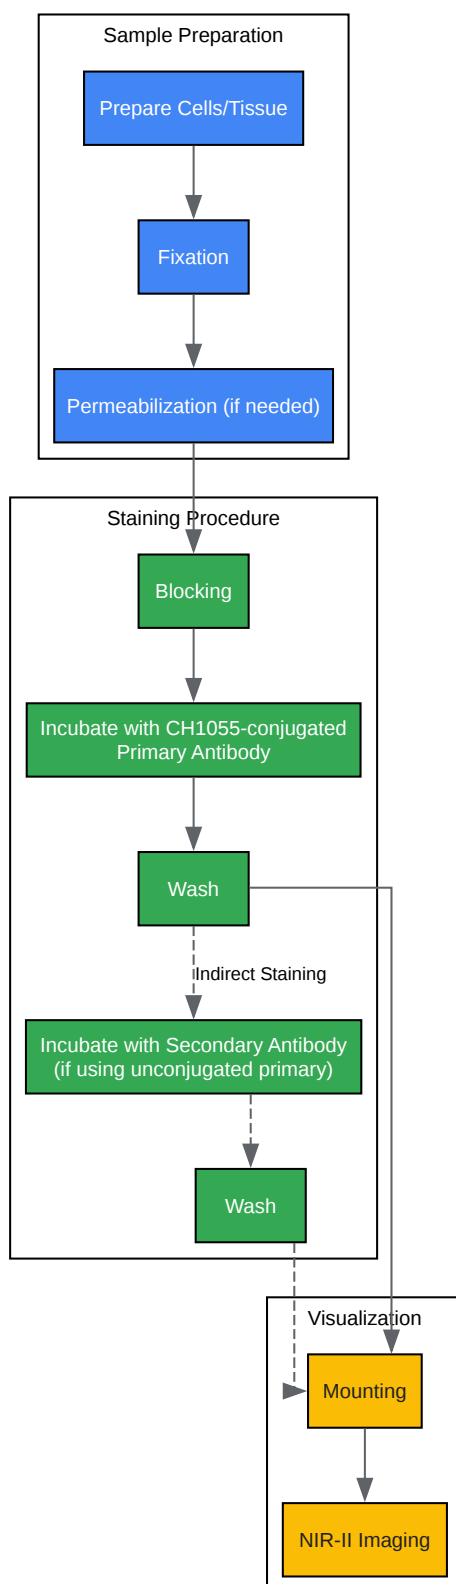 Sample Preparation
Prepare Cells/Tissue
Fixation
Permeabilization (if needed)
Staining Procedure
Blocking
Incubate with CH1055-conjugated
Primary Antibody
Wash
Indirect Staining
Incubate with Secondary Antibody
(if using unconjugated primary)
Wash
Visualization
Mounting
NIR-II Imaging